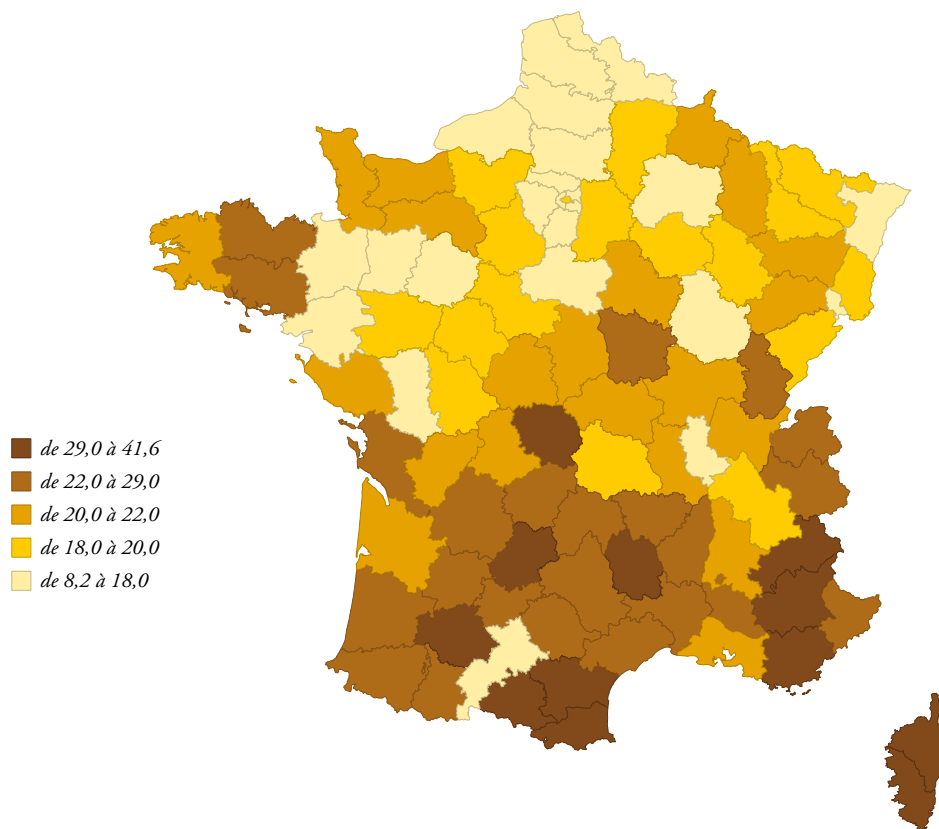 de 29,0 à 41,6
de 22,0 à 29,0
de 20,0 à 22,0
de 18,0 à 20,0
de 8,2 à 18,0